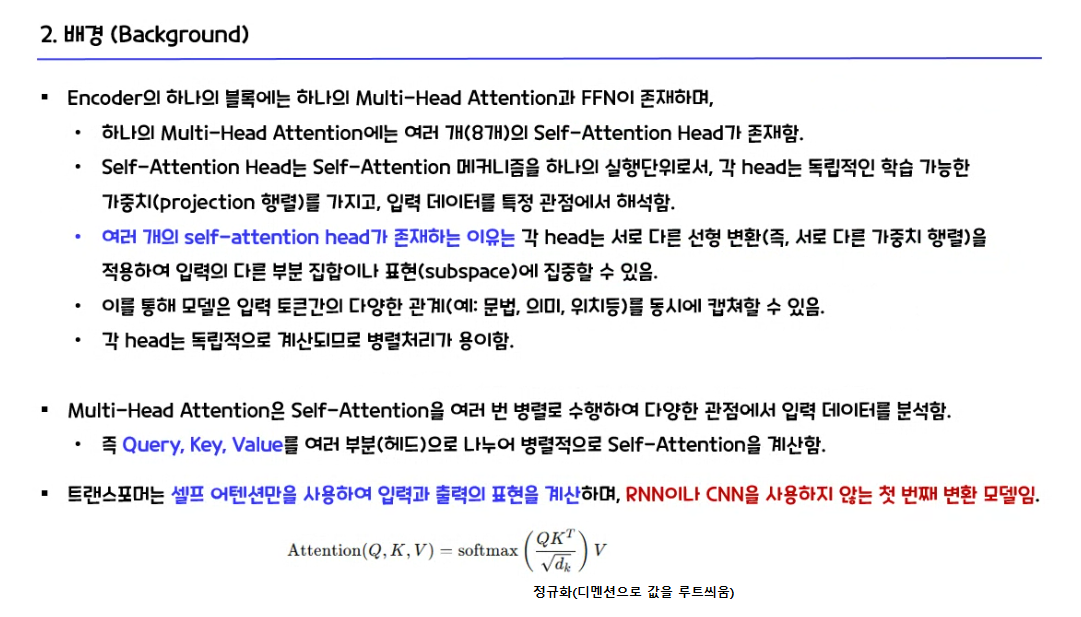 2. 배경 (Background)
▪ Encoder의 하나의 블록에는 하나의 Multi-Head Attention과 FFN이 존재하며,
• 하나의 Multi-Head Attention에는 여러 개(8개)의 Self-Attention Head가 존재함.
• Self-Attention Head는 Self-Attention 메커니즘을 하나의 실행단위로서, 각 head는 독립적인 학습 가능한
가중치(projection 행렬)를 가지고, 입력 데이터를 특정 관점에서 해석함.
• 여러 개의 self-attention head가 존재하는 이유는 각 head는 서로 다른 선형 변환(즉, 서로 다른 가중치 행렬)을
적용하여 입력의 다른 부분 집합이나 표현(subspace)에 집중할 수 있음.
• 이를 통해 모델은 입력 토큰간의 다양한 관계(예: 문법, 의미, 위치등)를 동시에 캡쳐할 수 있음.
• 각 head는 독립적으로 계산되므로 병렬처리가 용이함.
▪ Multi-Head Attention은 Self-Attention을 여러 번 병렬로 수행하여 다양한 관점에서 입력 데이터를 분석함.
• 즉 Query, Key, Value를 여러 부분(헤드)으로 나누어 병렬적으로 Self-Attention을 계산함.
▪ 트랜스포머는 셀프 어텐션만을 사용하여 입력과 출력의 표현을 계산하며, RNN이나 CNN을 사용하지 않는 첫 번째 변환 모델임.
Attention(Q, K, V) = softmax(QK^T / √d_k) V
정규화(디멘션으로 값을 루트씌움)